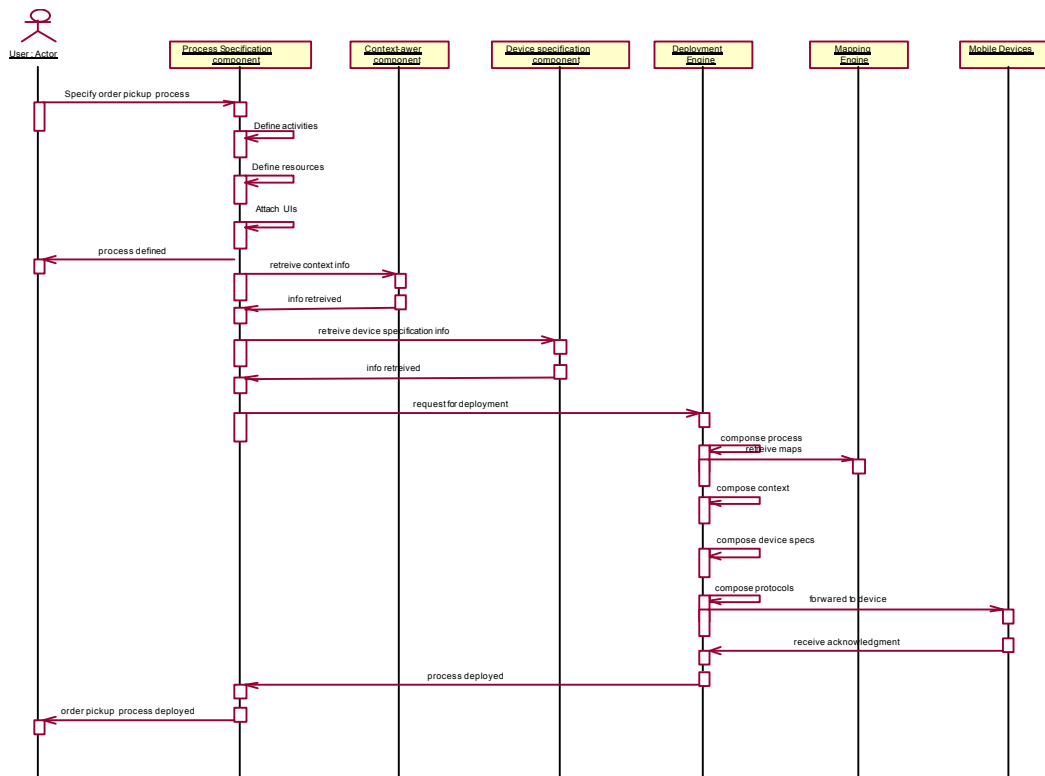 User : Actor
Process Specification
component
Context-awer
component
Device specification
component
Deployment
Engine
Mapping
Engine
Mobile Devices
Specify order pickup process
Define activities
Define resources
Attach UIs
process defined
retreive context info
info retreived
retreive device specification info
info retreived
request for deployment
componse process
retreive maps
compose context
compose device specs
compose protocols
forwared to device
receive acknowledgment
process deployed
order pickup process deployed